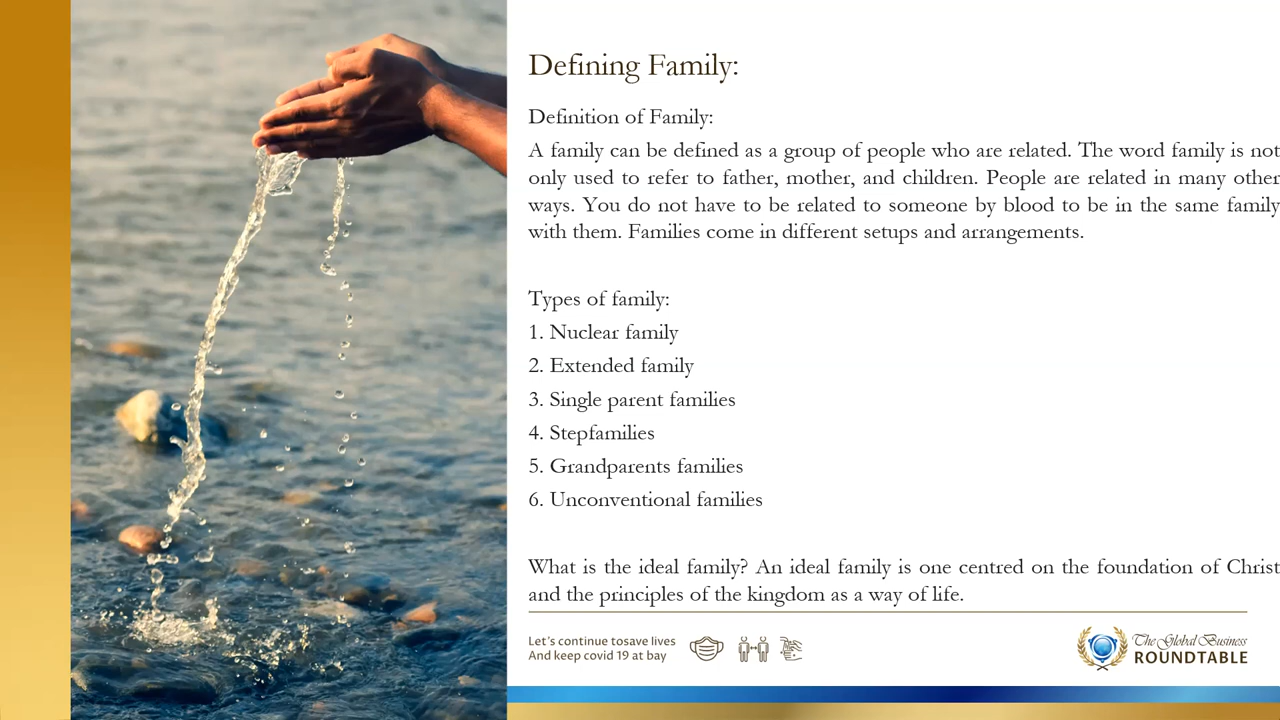 Defining Family:
Definition of Family:
A family can be defined as a group of people who are related. The word family is not
only used to refer to father, mother, and children. People are related in many other
ways. You do not have to be related to someone by blood to be in the same family
with them. Families come in different setups and arrangements.
Types of family:
1. Nuclear family
2. Extended family
3. Single parent families
4. Stepfamilies
5. Grandparents families
6. Unconventional families
What is the ideal family? An ideal family is one centred on the foundation of Christ
and the principles of the kingdom as a way of life.
Let's continue tosave lives
And keep covid 19 at bay
The Global Business
ROUNDTABLE